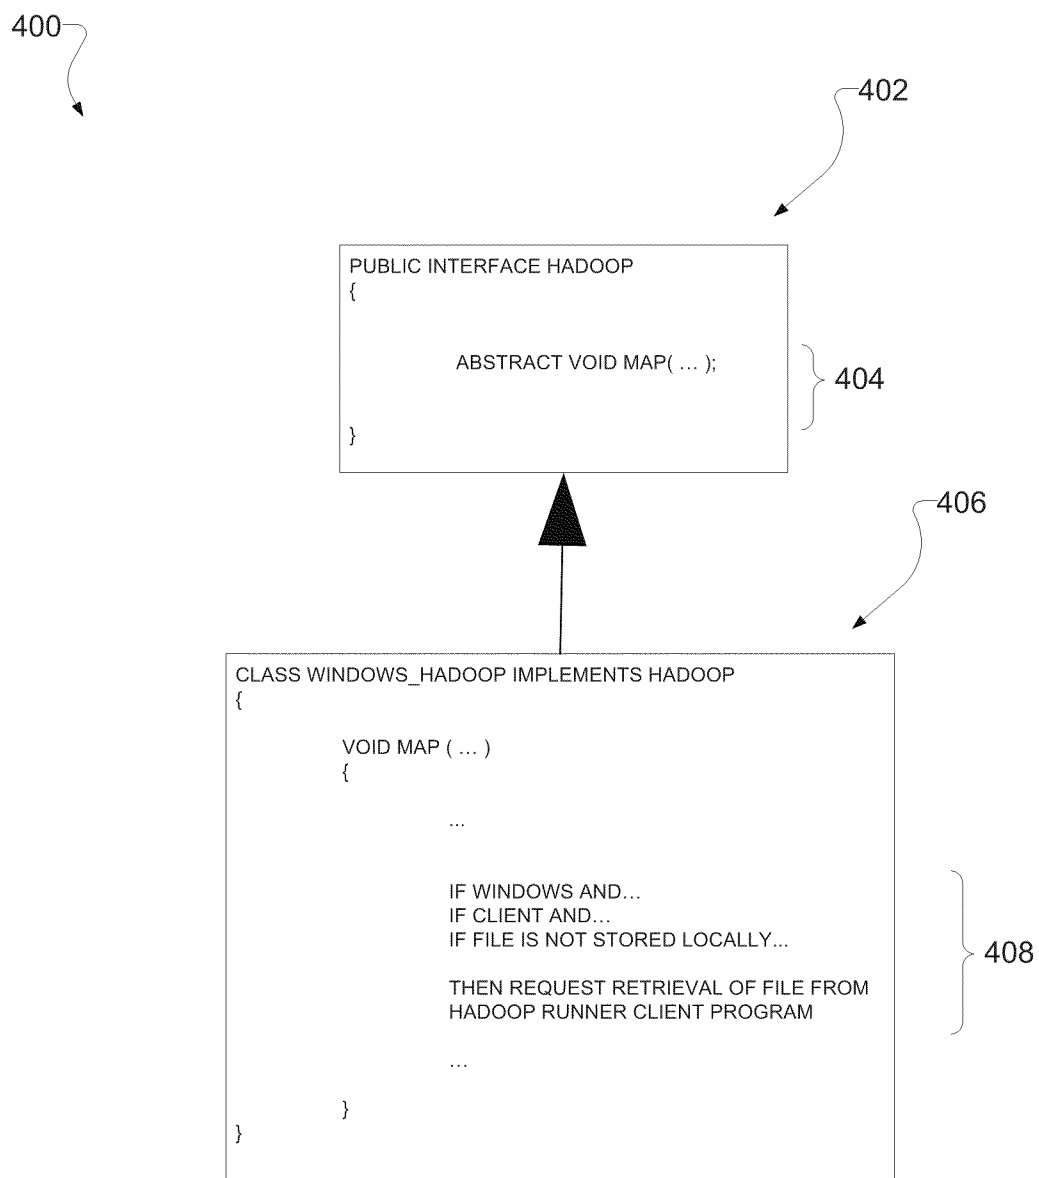 400
402
PUBLIC INTERFACE HADOOP
{
ABSTRACT VOID MAP( … );
404
}
406
CLASS WINDOWS_HADOOP IMPLEMENTS HADOOP
{
VOID MAP ( … )
{
...
IF WINDOWS AND…
IF CLIENT AND…
IF FILE IS NOT STORED LOCALLY...
408
THEN REQUEST RETRIEVAL OF FILE FROM
HADOOP RUNNER CLIENT PROGRAM
…
}
}